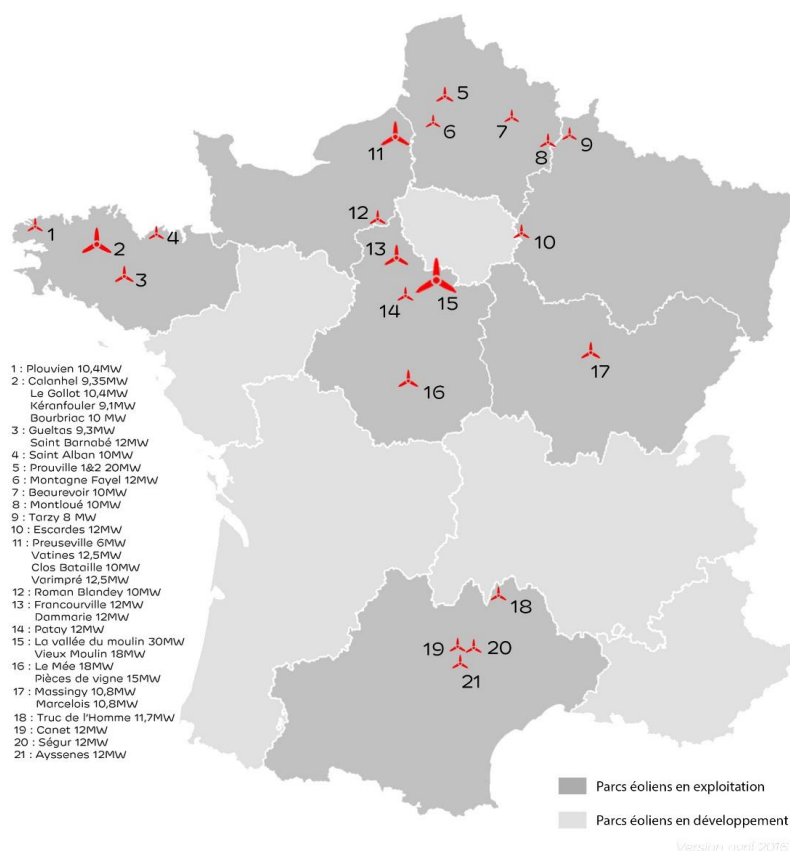 5
6
7
8
9
11
12
10
1
2
4
3
13
14
15
16
17
18
19
20
21
1 : Plouvien 10,4MW
2 : Calanhel 9,35MW
Le Gollot 10,4MW
Kéranfouler 9,1MW
Bourbriac 10 MW
3 : Gueltas 9,3MW
Saint Barnabé 12MW
4 : Saint Alban 10MW
5 : Prouville 1&2 20MW
6 : Montagne Fayel 12MW
7 : Beaurevoir 10MW
8 : Montloué 10MW
9 : Tarzy 8 MW
10 : Escardes 12MW
11 : Preuseville 6MW
Vatines 12,5MW
Clos Bataille 10MW
Varimpré 12,5MW
12 : Roman Blandey 10MW
13 : Francourville 12MW
Dammarie 12MW
14 : Patay 12MW
15 : La vallée du moulin 30MW
Vieux Moulin 18MW
16 : Le Mée 18MW
Pièces de vigne 15MW
17 : Massingy 10,8MW
Marcelois 10,8MW
18 : Truc de l'Homme 11,7MW
19 : Canet 12MW
20 : Ségur 12MW
21 : Ayssenes 12MW
Parcs éoliens en exploitation
Parcs éoliens en développement
Version avril 2016